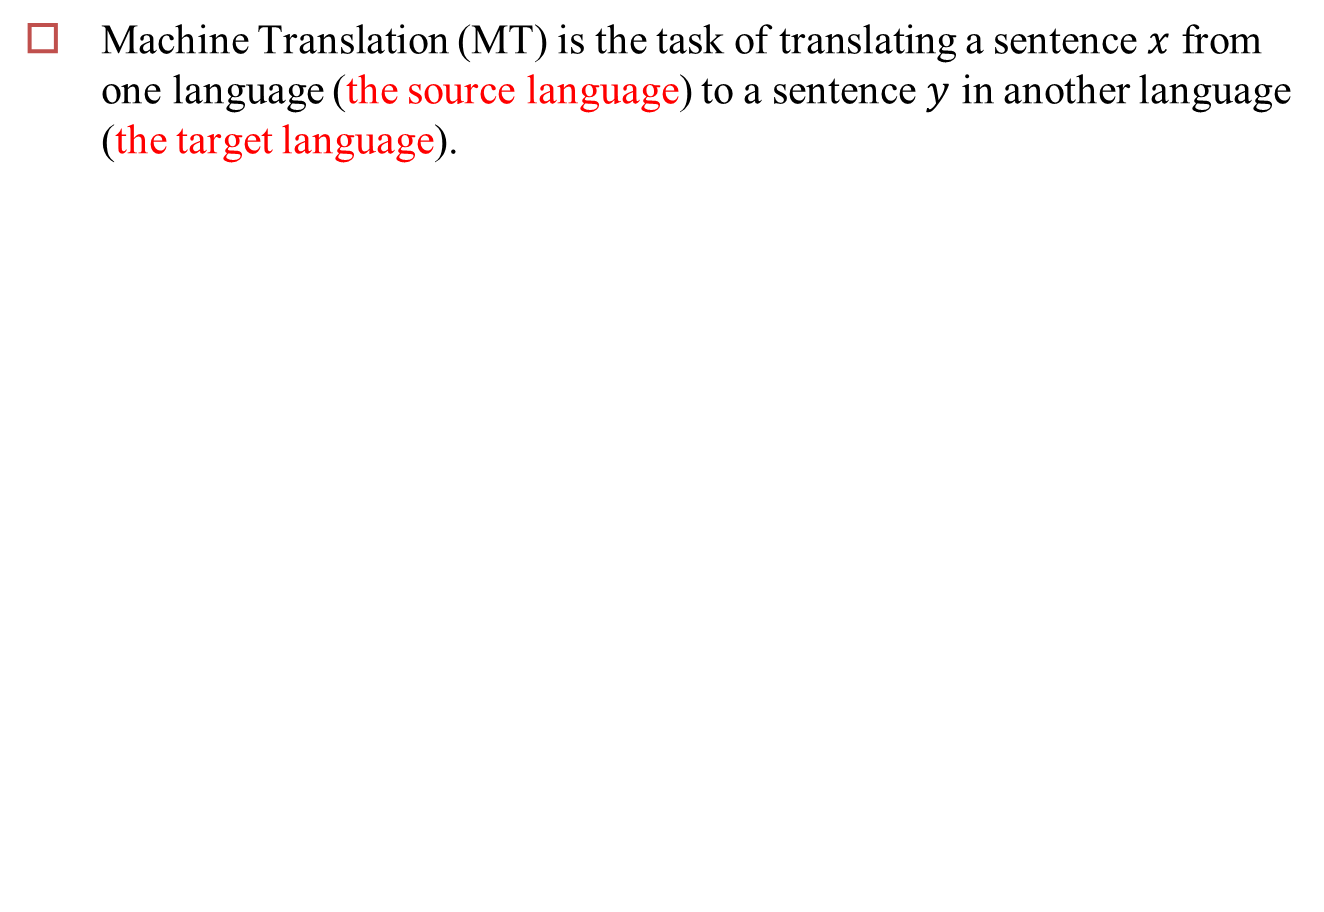 Machine Translation (MT) is the task of translating a sentence x from
one language (the source language) to a sentence y in another language
(the target language).